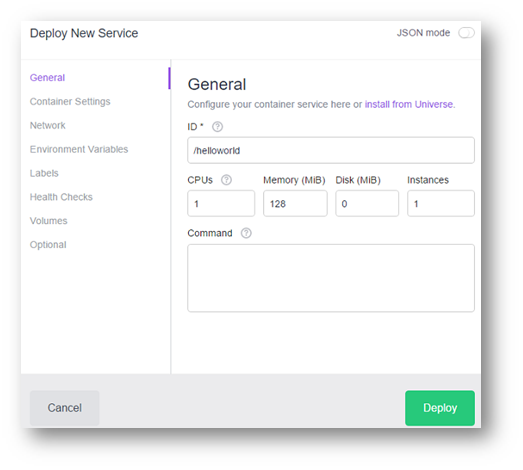 Deploy New Service
JSON mode
General
Container Settings
Network
Environment Variables
Labels
Health Checks
Volumes
Optional
General
Configure your container service here or install from Universe.
ID * ?
/helloworld
CPUs ? Memory (MiB) Disk (MiB) Instances
1 128 0 1
Command ?
Cancel Deploy